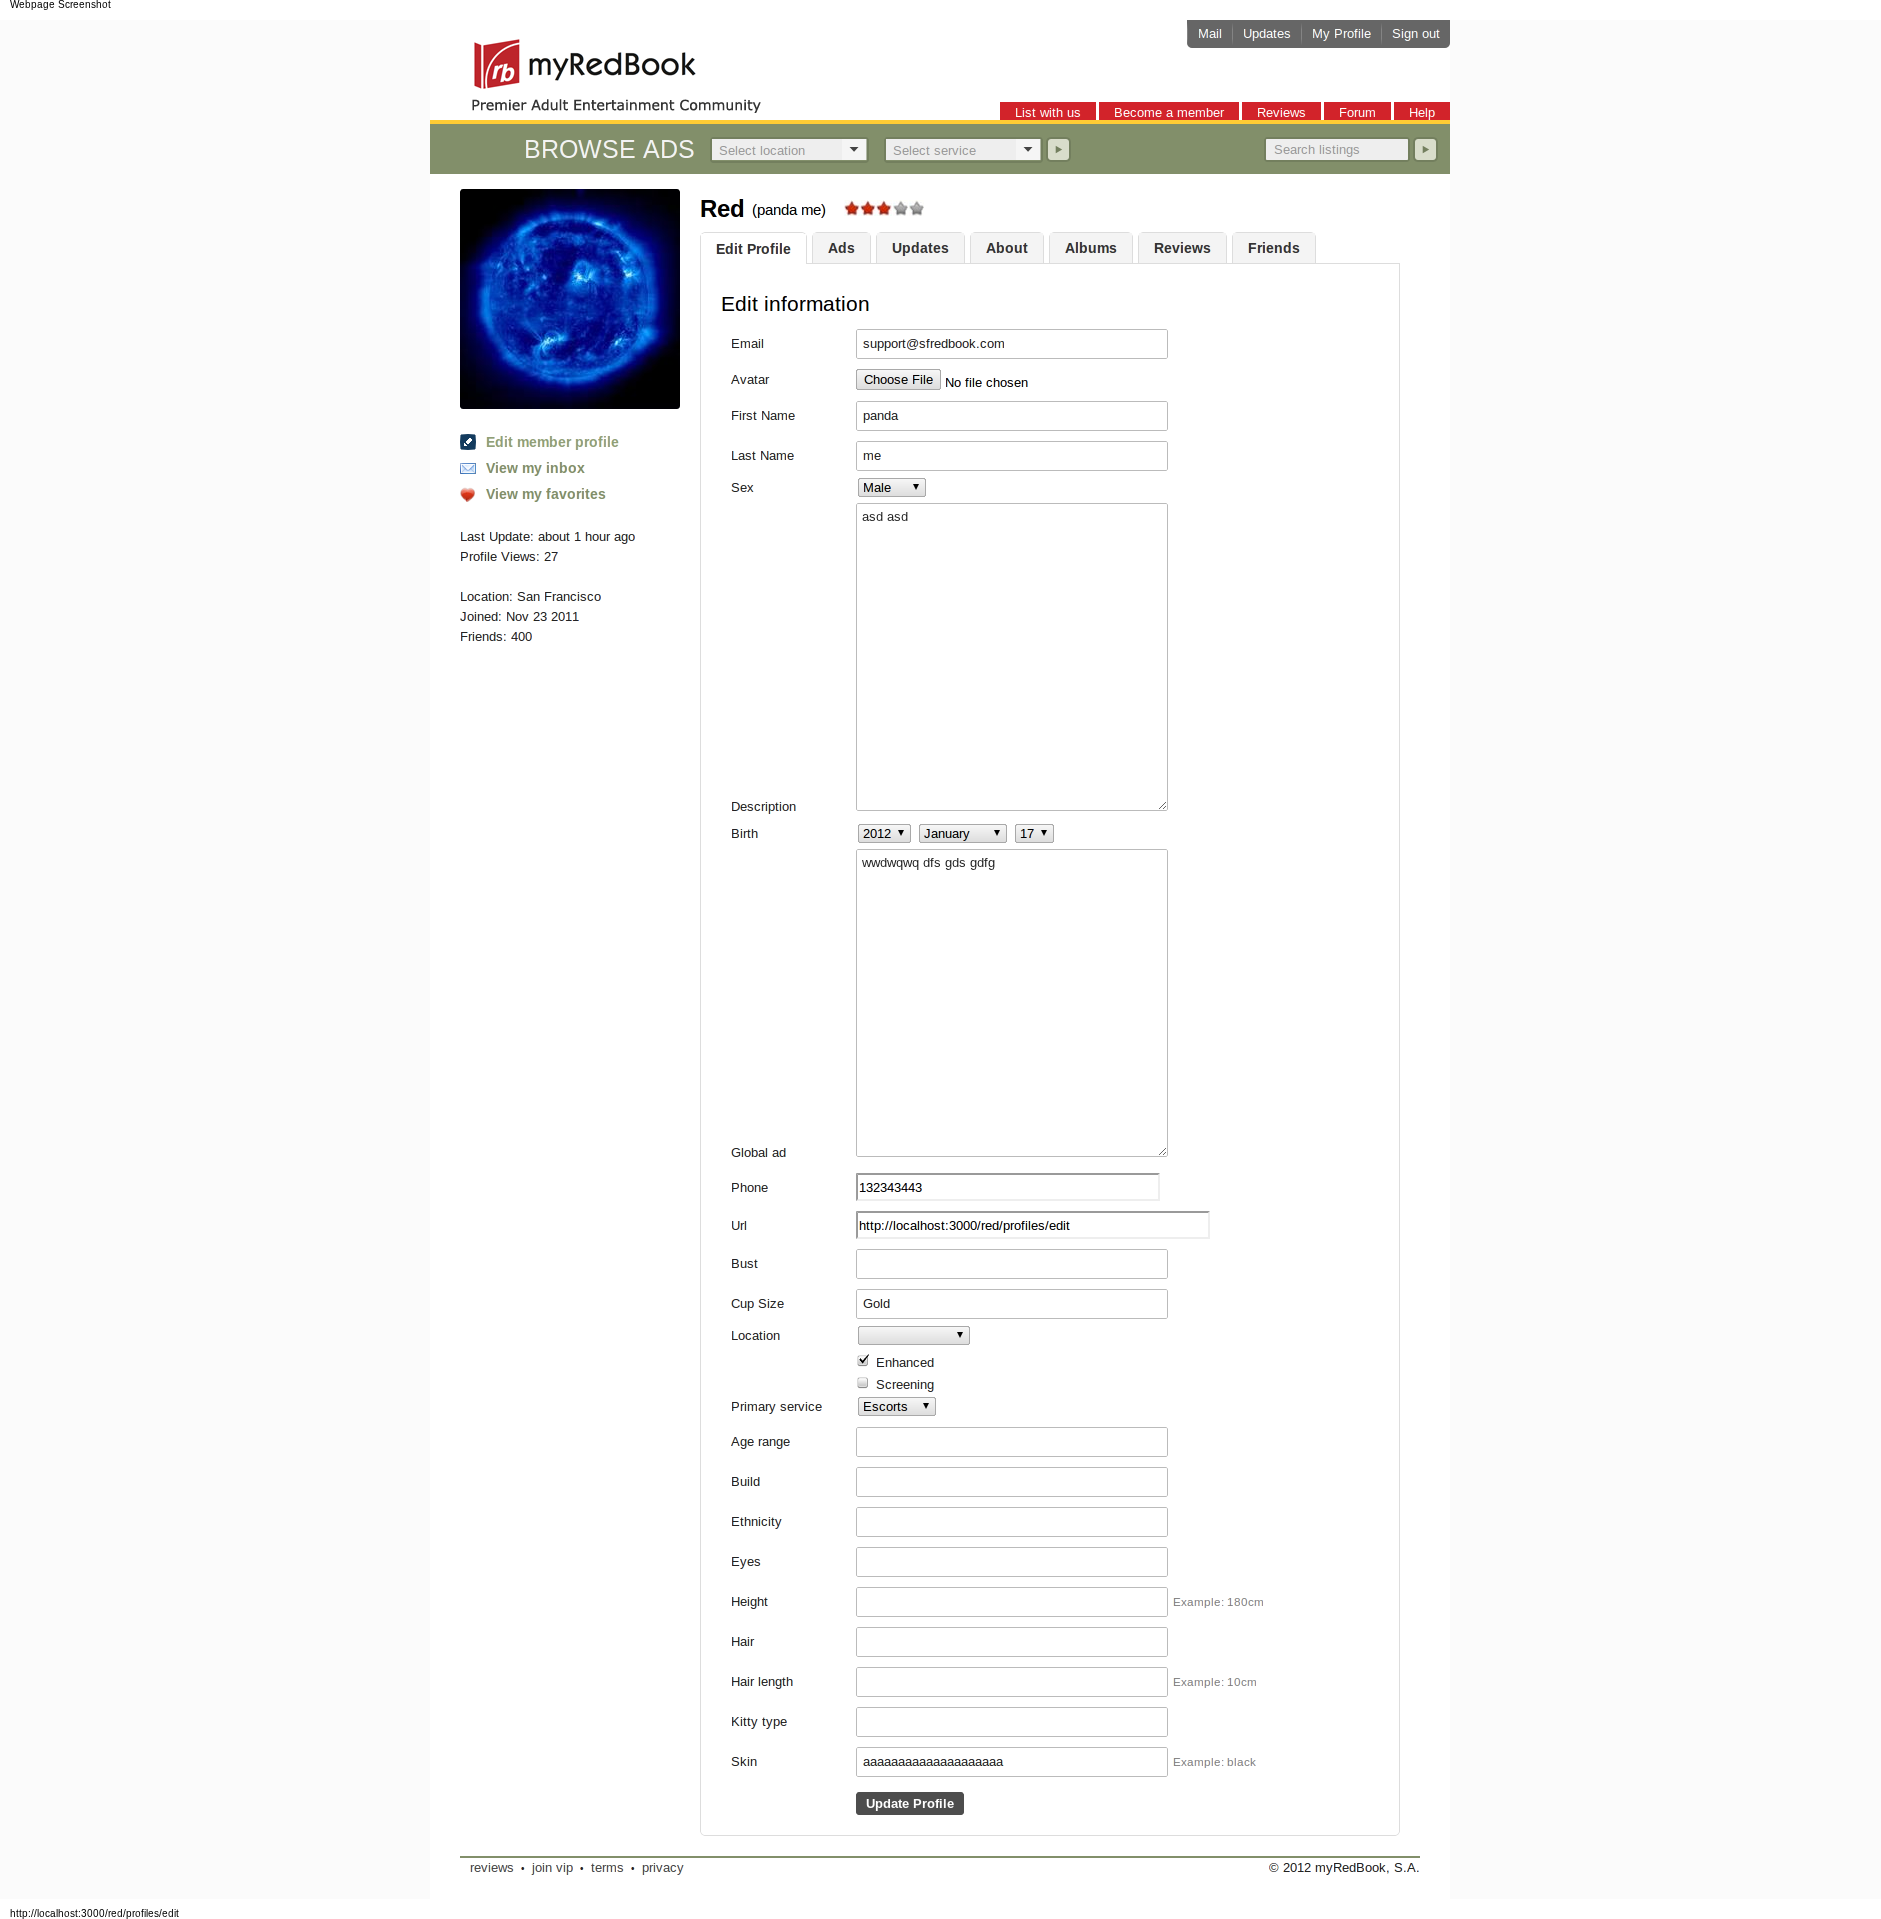 Webpage Screenshot
Mail Updates My Profile Sign out
rb myRedBook
Premier Adult Entertainment Community
List with us Become a member Reviews Forum Help
BROWSE ADS Select location Select service Search listings
Red (panda me)
Edit Profile Ads Updates About Albums Reviews Friends
Edit member profile
View my inbox
View my favorites
Last Update: about 1 hour ago
Profile Views: 27
Location: San Francisco
Joined: Nov 23 2011
Friends: 400
Edit information
Email support@sfredbook.com
Avatar Choose File No file chosen
First Name panda
Last Name me
Sex Male
asd asd
Description
Birth 2012 January 17
wwdwqwq dfs gds gdfg
Global ad
Phone 132343443
Url http://localhost:3000/red/profiles/edit
Bust
Cup Size Gold
Location
Enhanced
Screening
Primary service Escorts
Age range
Build
Ethnicity
Eyes
Height Example: 180cm
Hair
Hair length Example: 10cm
Kitty type
Skin aaaaaaaaaaaaaaaaaaaa Example: black
Update Profile
reviews • join vip • terms • privacy © 2012 myRedBook, S.A.
http://localhost:3000/red/profiles/edit